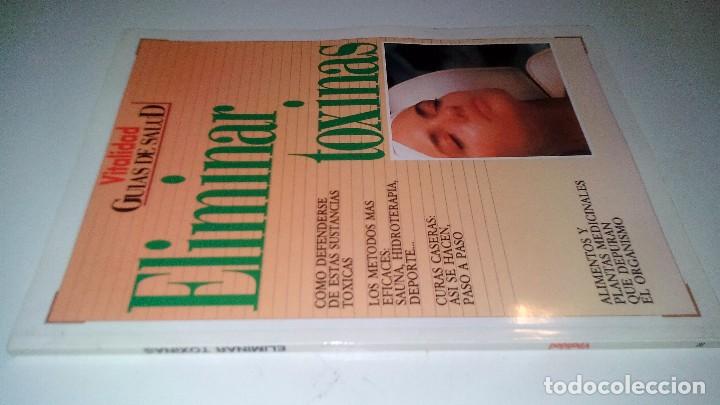 Vitalidad
GUIAS DE SALUD
Eliminar
toxinas
COMO DEFENDERSE
DE ESTAS SUSTANCIAS
TOXICAS
LOS METODOS MAS
EFICACES:
SAUNA, HIDROTERAPIA,
DEPORTE...
CURAS CASERAS:
ASI SE HACEN,
PASO A PASO
ALIMENTOS Y
PLANTAS MEDICINALES
QUE DEPURAN
EL ORGANISMO
ELIMINAR TOXINAS
Vitalidad
todocoleccion